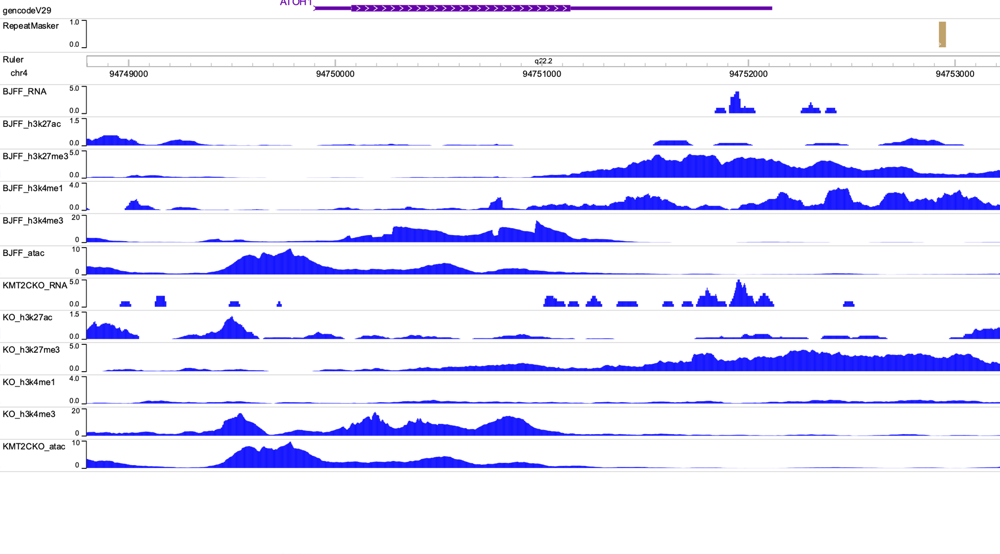 ATOH1
gencodeV29
RepeatMasker 1.0
0.0
Ruler
q22.2
chr4 94749000 94750000 94751000 94752000 94753000
BJFF_RNA 5.0
0.0
BJFF_h3k27ac 1.5
0.0
BJFF_h3k27me3 5.0
0.0
BJFF_h3k4me1 4.0
0.0
BJFF_h3k4me3 20
0
BJFF_atac 10
0
KMT2CKO_RNA 5.0
0.0
KO_h3k27ac 1.5
0.0
KO_h3k27me3 5.0
0.0
KO_h3k4me1 4.0
0.0
KO_h3k4me3 20
0
KMT2CKO_atac 10
0